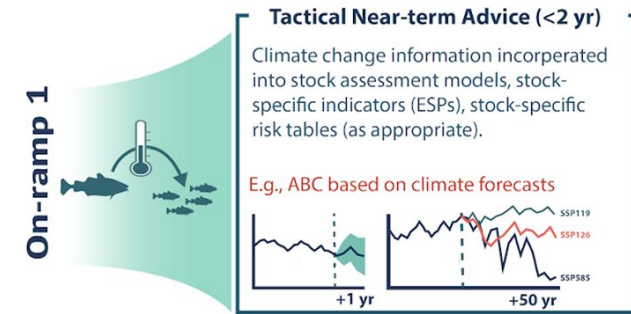 On-ramp 1
Tactical Near-term Advice (<2 yr)
Climate change information incorperated
into stock assessment models, stock-
specific indicators (ESPs), stock-specific
risk tables (as appropriate).
E.g., ABC based on climate forecasts
SSP119
SSP126
SSP585
+1 yr
+50 yr